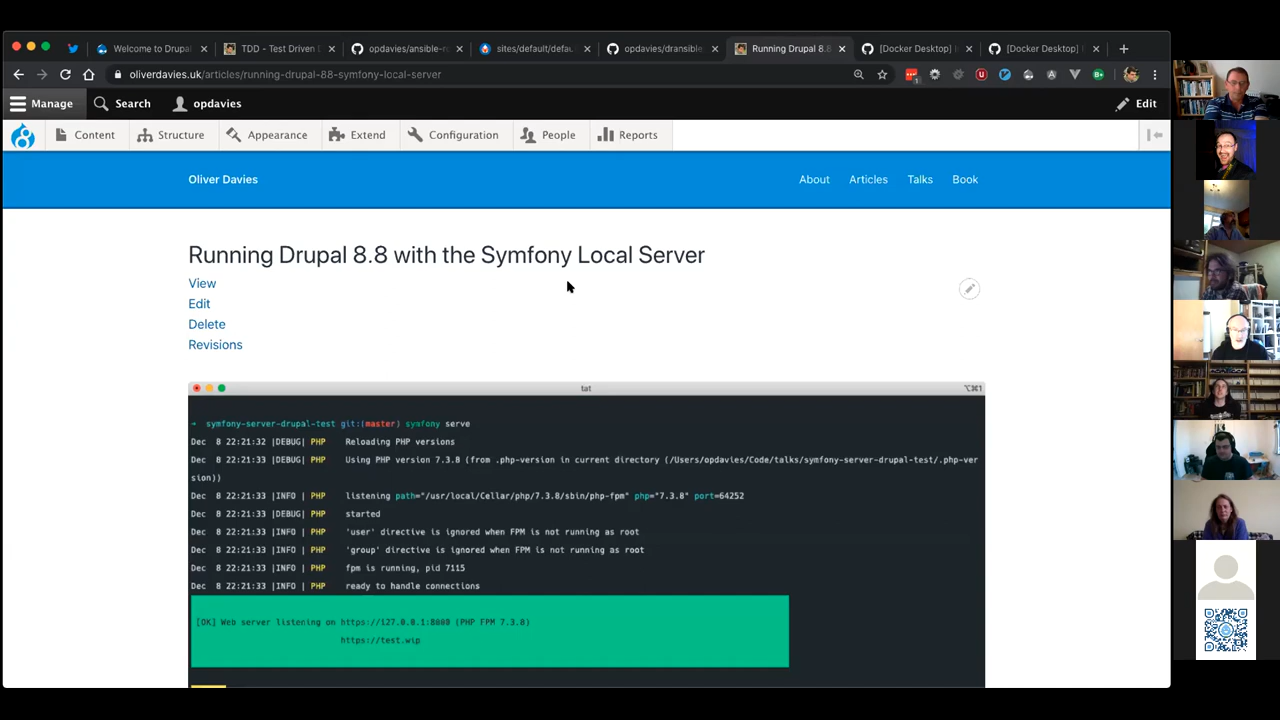 Welcome to Drupa
TDD - Test Driven
opdavies/ansible-r
sites/default/defau
opdavies/dransible
Running Drupal 8.8
[Docker Desktop]
[Docker Desktop]
oliverdavies.uk/articles/running-drupal-88-symfony-local-server
Manage Search opdavies Edit
Content Structure Appearance Extend Configuration People Reports
Oliver Davies About Articles Talks Book
Running Drupal 8.8 with the Symfony Local Server
View
Edit
Delete
Revisions
tat ⌥⌘1
→ symfony-server-drupal-test git:(master) symfony serve
Dec 8 22:21:32 |DEBUG| PHP Reloading PHP versions
Dec 8 22:21:33 |DEBUG| PHP Using PHP version 7.3.8 (from .php-version in current directory (/Users/opdavies/Code/talks/symfony-server-drupal-test/.php-ver
sion))
Dec 8 22:21:33 |INFO | PHP listening path="/usr/local/Cellar/php/7.3.8/sbin/php-fpm" php="7.3.8" port=64252
Dec 8 22:21:33 |DEBUG| PHP started
Dec 8 22:21:33 |INFO | PHP 'user' directive is ignored when FPM is not running as root
Dec 8 22:21:33 |INFO | PHP 'group' directive is ignored when FPM is not running as root
Dec 8 22:21:33 |INFO | PHP fpm is running, pid 7115
Dec 8 22:21:33 |INFO | PHP ready to handle connections
[OK] Web server listening on https://127.0.0.1:8000 (PHP FPM 7.3.8)
https://test.wip